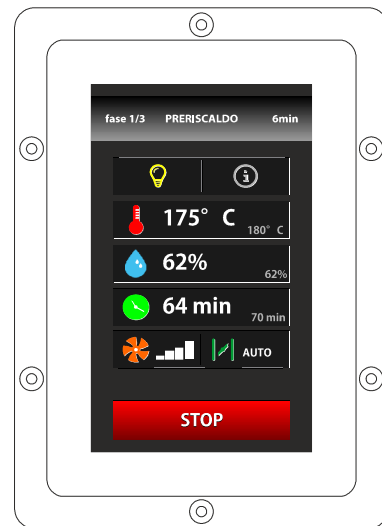 fase 1/3 PRERISCALDO 6min
175° C 180° C
62% 62%
64 min 70 min
AUTO
STOP